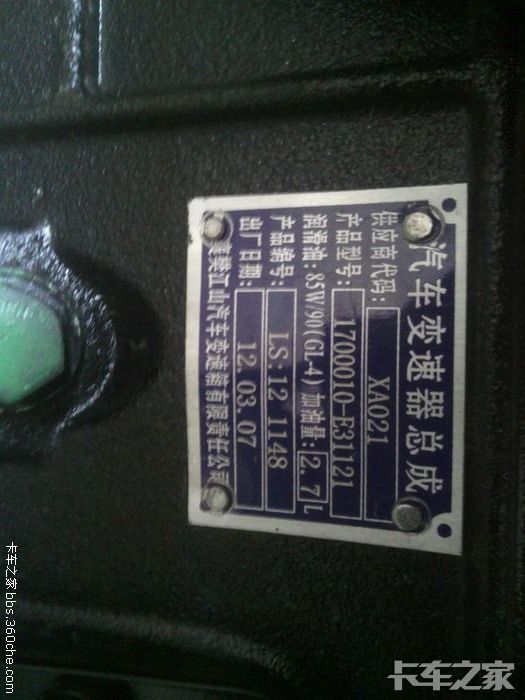 汽车变速器总成
供应商代码: XA021
产品型号: 1700010-E31121
润滑油: 85W/90(GL-4) 加油量: 2.7L
产品编号: LS:12 1148
出厂日期: 12.03.07
襄樊江山汽车变速箱有限责任公司
卡车之家 bbs.360che.com
卡车之家